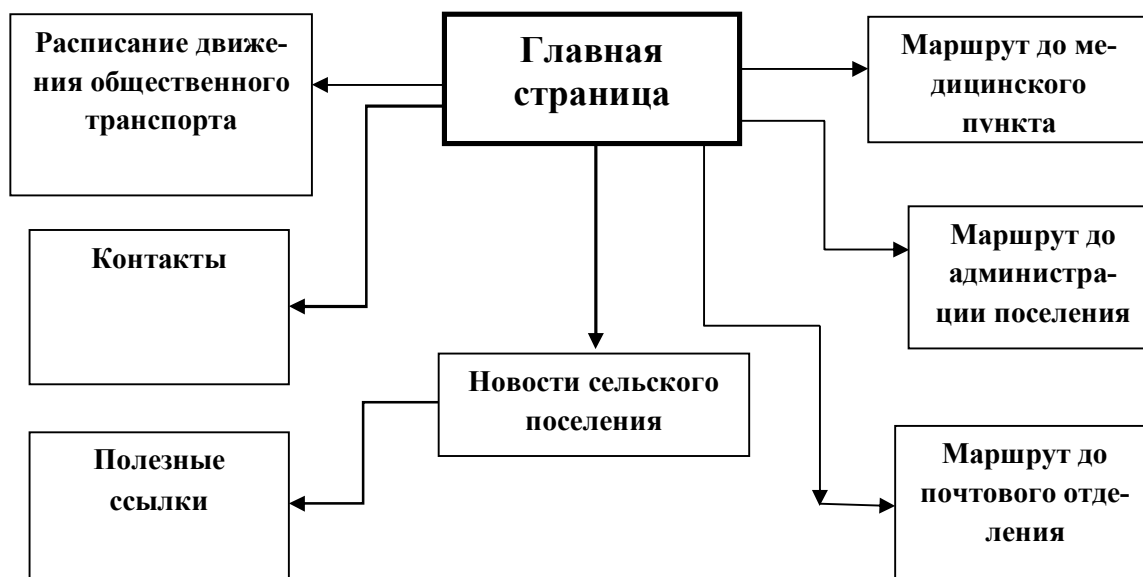 Расписание движе-
ния общественного
транспорта
Главная
страница
Маршрут до ме-
дицинского
пункта
Контакты
Маршрут до
администра-
ции поселения
Новости сельского
поселения
Полезные
ссылки
Маршрут до
почтового отде-
ления